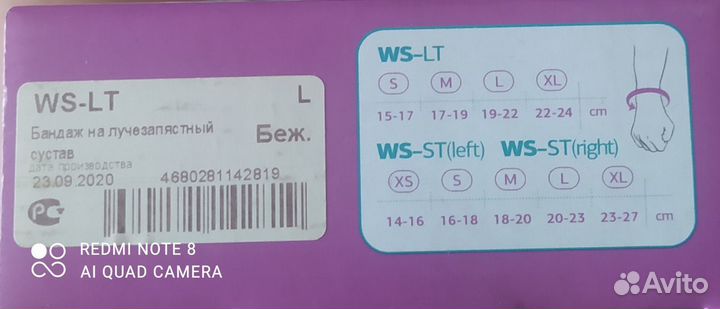 WS-LT L
Бандаж на лучезапястный
сустав Беж.
дата производства
23.09.2020 4680281142819
WS-LT
S M L XL
15-17 17-19 19-22 22-24 cm
WS-ST(left) WS-ST(right)
XS S M L XL
14-16 16-18 18-20 20-23 23-27 cm
REDMI NOTE 8
AI QUAD CAMERA
Avito